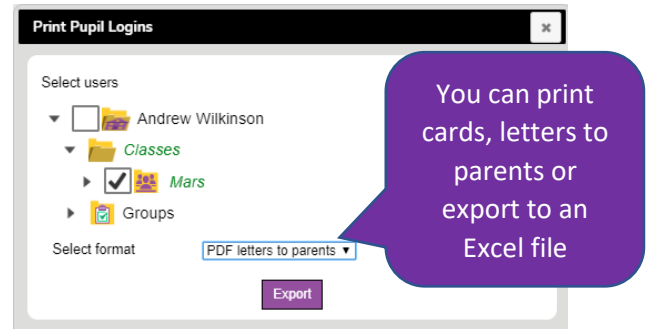 Print Pupil Logins
Select users
Andrew Wilkinson
Classes
Mars
Groups
Select format
PDF letters to parents
Export
You can print
cards, letters to
parents or
export to an
Excel file